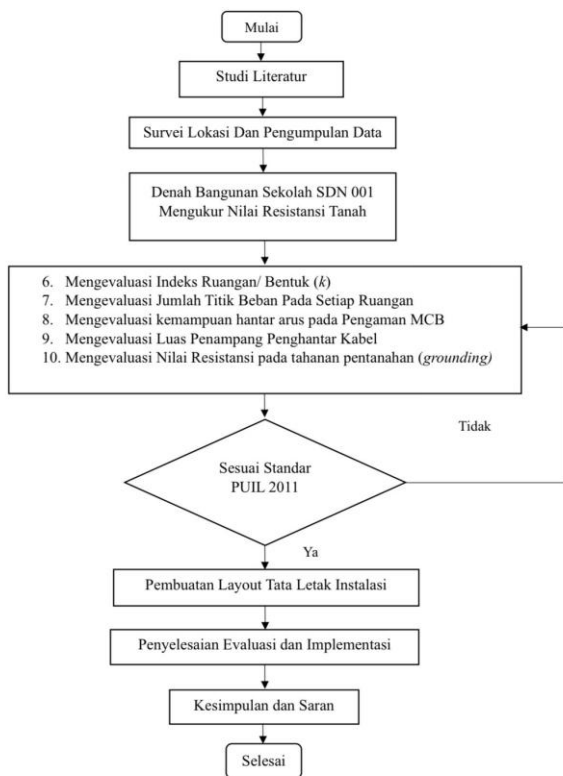 Mulai
Studi Literatur
Survei Lokasi Dan Pengumpulan Data
Denah Bangunan Sekolah SDN 001
Mengukur Nilai Resistansi Tanah
6. Mengevaluasi Indeks Ruangan/ Bentuk (k)
7. Mengevaluasi Jumlah Titik Beban Pada Setiap Ruangan
8. Mengevaluasi kemampuan hantar arus pada Pengaman MCB
9. Mengevaluasi Luas Penampang Penghantar Kabel
10. Mengevaluasi Nilai Resistansi pada tahanan pentanahan (grounding)
Tidak
Sesuai Standar
PUIL 2011
Ya
Pembuatan Layout Tata Letak Instalasi
Penyelesaian Evaluasi dan Implementasi
Kesimpulan dan Saran
Selesai